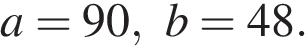 a = 90, b = 48.